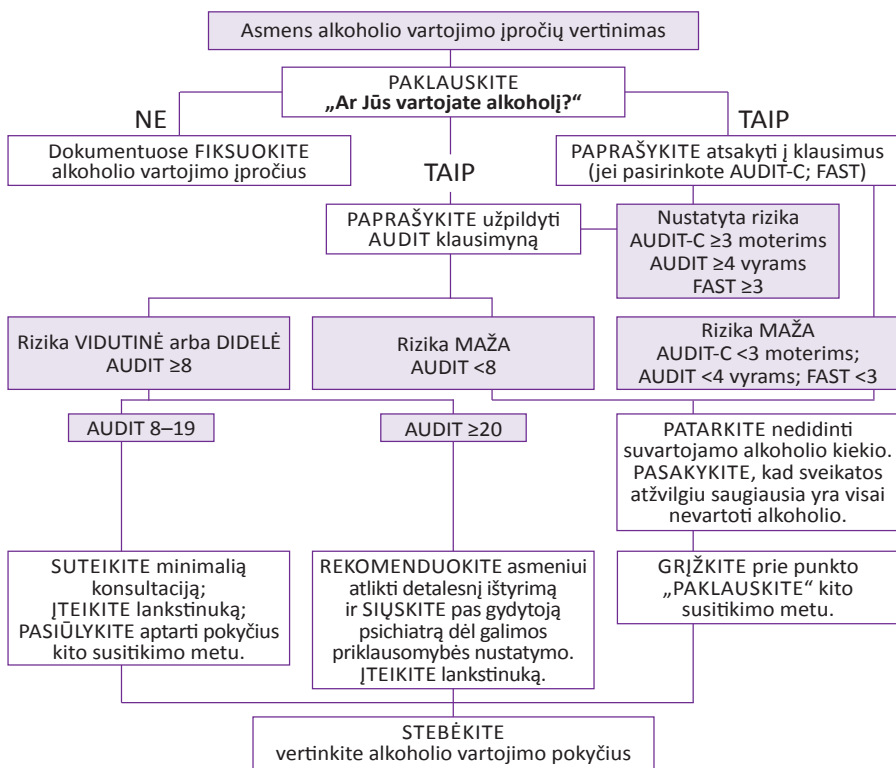 Asmens alkoholio vartojimo įpročių vertinimas
PAKLAUSKITE
„Ar Jūs vartojate alkoholį?“
NE
TAIP
Dokumentuose FIKSUOKITE
alkoholio vartojimo įpročius
TAIP
PAPRAŠYKITE atsakyti į klausimus
(jei pasirinkote AUDIT-C; FAST)
PAPRAŠYKITE užpildyti
AUDIT klausimyną
Nustatyta rizika
AUDIT-C ≥3 moterims
AUDIT ≥4 vyrams
FAST ≥3
Rizika VIDUTINĖ arba DIDELĖ
AUDIT ≥8
Rizika MAŽA
AUDIT <8
Rizika MAŽA
AUDIT-C <3 moterims;
AUDIT <4 vyrams; FAST <3
AUDIT 8–19
AUDIT ≥20
PATARKITE nedidinti
suvartojamo alkoholio kiekio.
PASAKYKITE, kad sveikatos
atžvilgiu saugiausia yra visai
nevartoti alkoholio.
SUTEIKITE minimalią
konsultaciją;
ĮTEIKITE lankstinuką;
PASIŪLYKITE aptarti pokyčius
kito susitikimo metu.
REKOMENDUOKITE asmeniui
atlikti detalesnį ištyrimą
ir SIŲSKITE pas gydytoją
psichiatrą dėl galimos
priklausomybės nustatymo.
ĮTEIKITE lankstinuką.
GRĮŽKITE prie punkto
„PAKLAUSKITE“ kito
susitikimo metu.
STEBĖKITE
vertinkite alkoholio vartojimo pokyčius